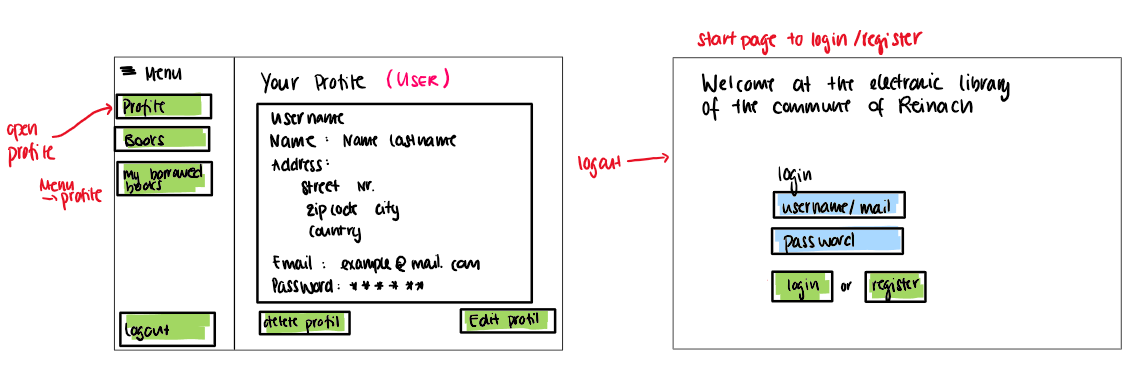 Menu
Profile
Books
My borrowed
books
logout
open
profile
Menu
→ profile
Your Profile (USER)
username
Name : Name lastname
Address:
street Nr.
zip code city
country
Email : example@mail.com
Password: ******
delete profil
Edit profil
start page to login/register
Welcome at the electronic library
of the commune of Reinach
logout
login
username/mail
password
login or register